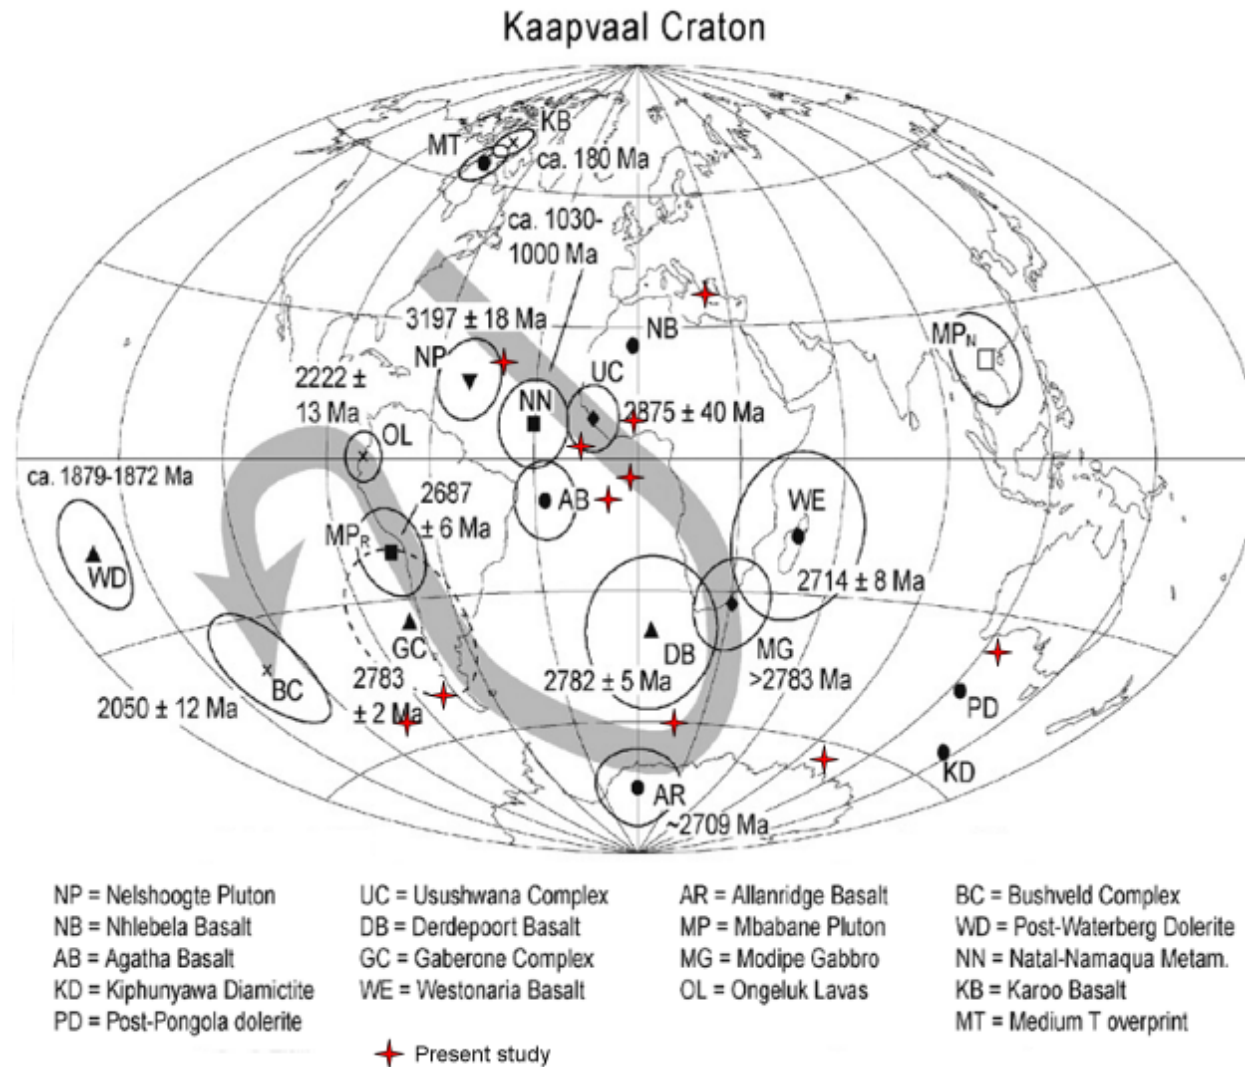 Kaapvaal Craton
KB
MT
ca. 180 Ma
ca. 1030-
1000 Ma
3197 ± 18 Ma
NB
NP
MPN
UC
2222 ±
13 Ma
NN
2875 ± 40 Ma
OL
ca. 1879-1872 Ma
2687
± 6 Ma
AB
WE
MPR
WD
2714 ± 8 Ma
GC
DB
MG
BC
2783
± 2 Ma
2782 ± 5 Ma
>2783 Ma
2050 ± 12 Ma
PD
KD
AR
~2709 Ma
NP = Nelshoogte Pluton
UC = Usushwana Complex
AR = Allanridge Basalt
BC = Bushveld Complex
NB = Nhlebela Basalt
DB = Derdepoort Basalt
MP = Mbabane Pluton
WD = Post-Waterberg Dolerite
AB = Agatha Basalt
GC = Gaberone Complex
MG = Modipe Gabbro
NN = Natal-Namaqua Metam.
KD = Kiphunyawa Diamictite
WE = Westonaria Basalt
OL = Ongeluk Lavas
KB = Karoo Basalt
PD = Post-Pongola dolerite
MT = Medium T overprint
Present study